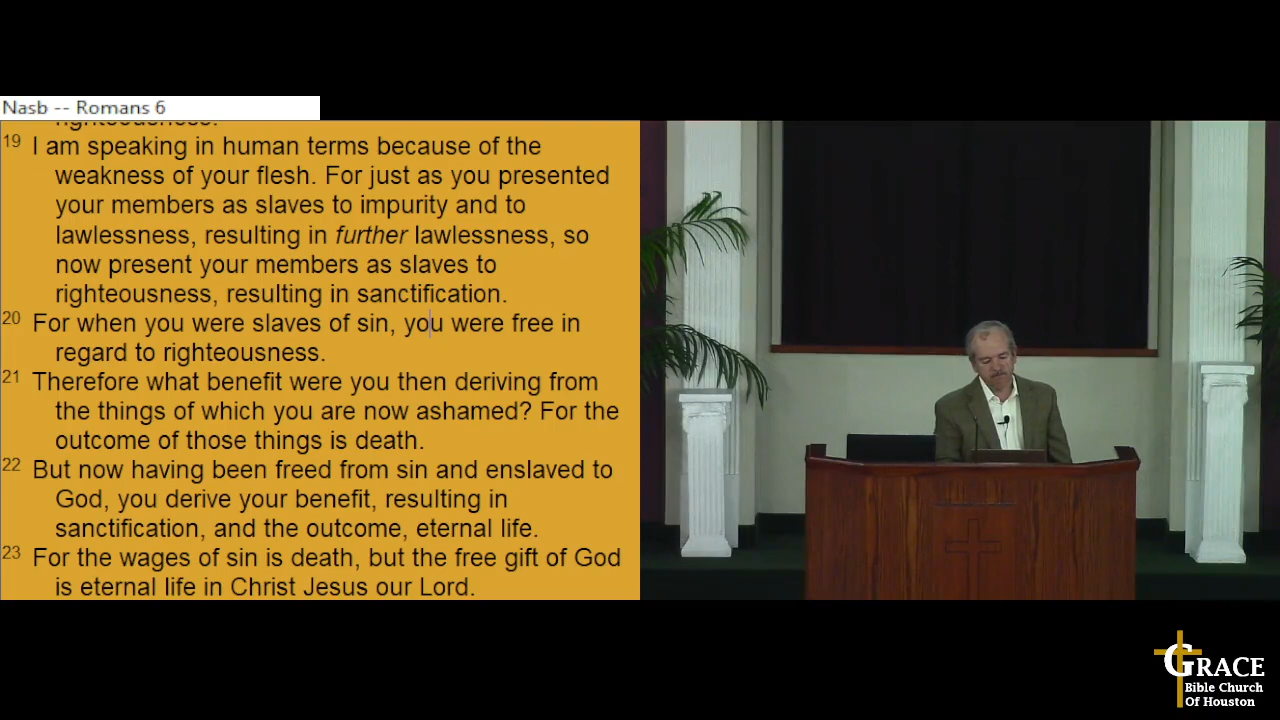 Nasb -- Romans 6
righteousness.
19 I am speaking in human terms because of the
weakness of your flesh. For just as you presented
your members as slaves to impurity and to
lawlessness, resulting in further lawlessness, so
now present your members as slaves to
righteousness, resulting in sanctification.
20 For when you were slaves of sin, you were free in
regard to righteousness.
21 Therefore what benefit were you then deriving from
the things of which you are now ashamed? For the
outcome of those things is death.
22 But now having been freed from sin and enslaved to
God, you derive your benefit, resulting in
sanctification, and the outcome, eternal life.
23 For the wages of sin is death, but the free gift of God
is eternal life in Christ Jesus our Lord.
GRACE
Bible Church
Of Houston